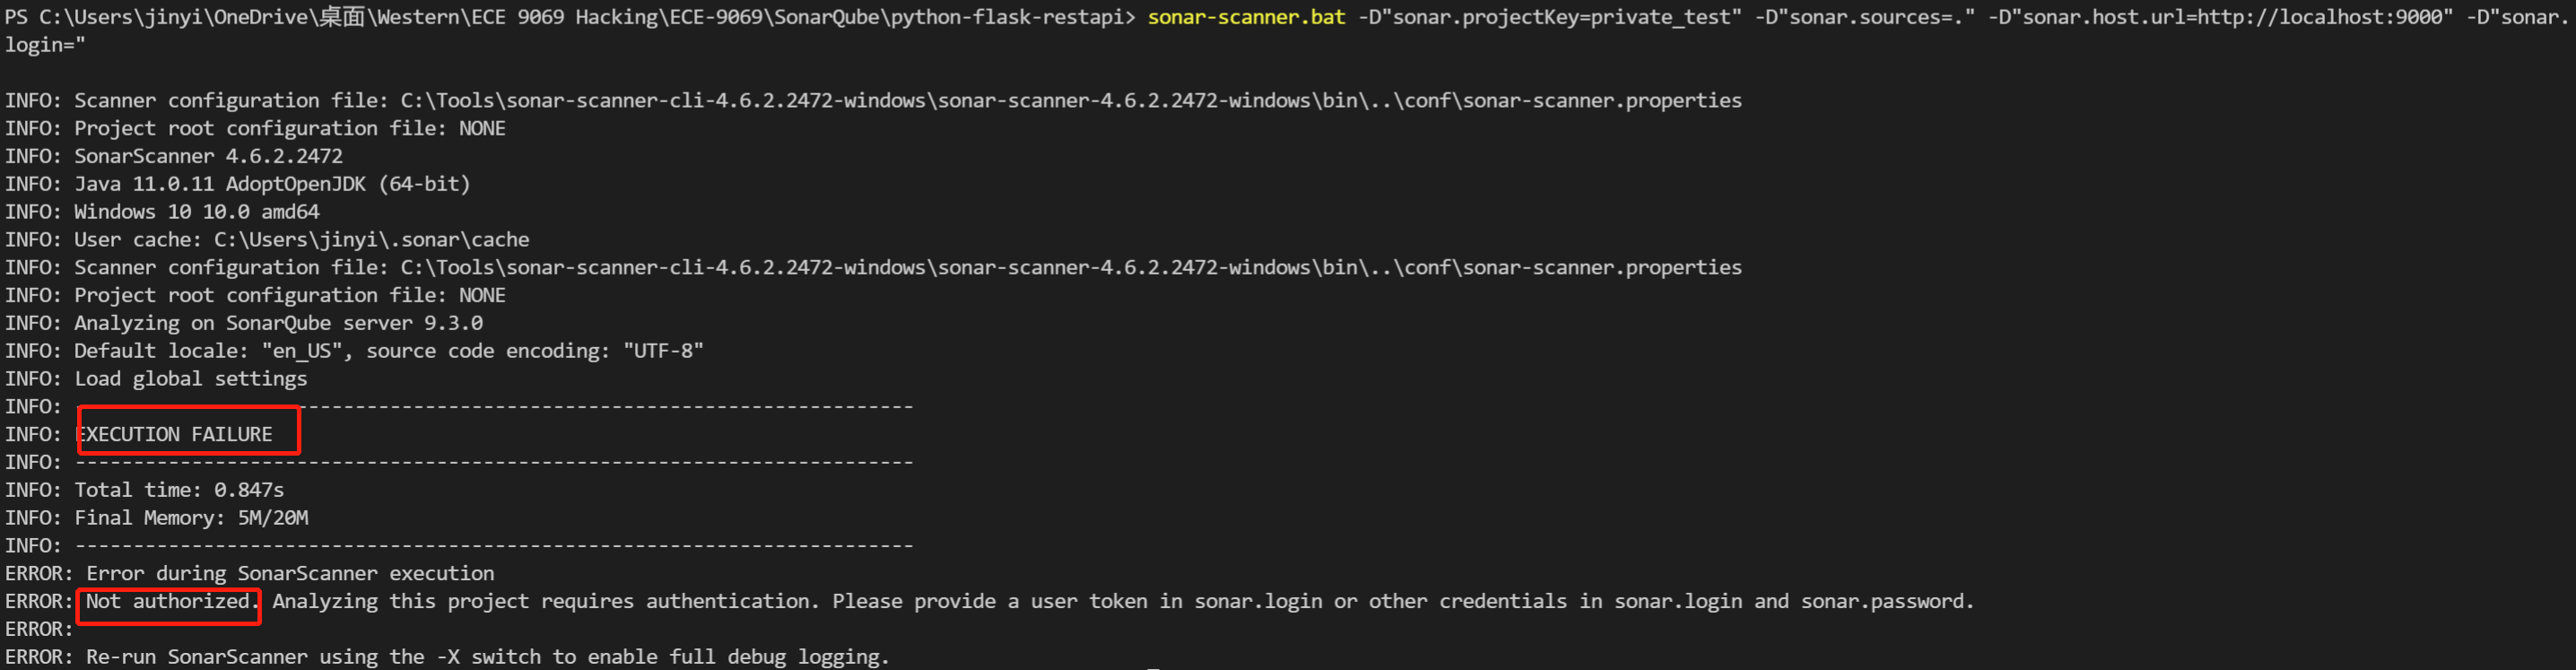 PS C:\Users\jinyi\OneDrive\桌面\Western\ECE 9069 Hacking\ECE-9069\SonarQube\python-flask-restapi> sonar-scanner.bat -D"sonar.projectKey=private_test" -D"sonar.sources=." -D"sonar.host.url=http://localhost:9000" -D"sonar.
login="
INFO: Scanner configuration file: C:\Tools\sonar-scanner-cli-4.6.2.2472-windows\sonar-scanner-4.6.2.2472-windows\bin\..\conf\sonar-scanner.properties
INFO: Project root configuration file: NONE
INFO: SonarScanner 4.6.2.2472
INFO: Java 11.0.11 AdoptOpenJDK (64-bit)
INFO: Windows 10 10.0 amd64
INFO: User cache: C:\Users\jinyi\.sonar\cache
INFO: Scanner configuration file: C:\Tools\sonar-scanner-cli-4.6.2.2472-windows\sonar-scanner-4.6.2.2472-windows\bin\..\conf\sonar-scanner.properties
INFO: Project root configuration file: NONE
INFO: Analyzing on SonarQube server 9.3.0
INFO: Default locale: "en_US", source code encoding: "UTF-8"
INFO: Load global settings
INFO: ------------------------------------------------------------------------
INFO: EXECUTION FAILURE
INFO: ------------------------------------------------------------------------
INFO: Total time: 0.847s
INFO: Final Memory: 5M/20M
INFO: ------------------------------------------------------------------------
ERROR: Error during SonarScanner execution
ERROR: Not authorized. Analyzing this project requires authentication. Please provide a user token in sonar.login or other credentials in sonar.login and sonar.password.
ERROR:
ERROR: Re-run SonarScanner using the -X switch to enable full debug logging.